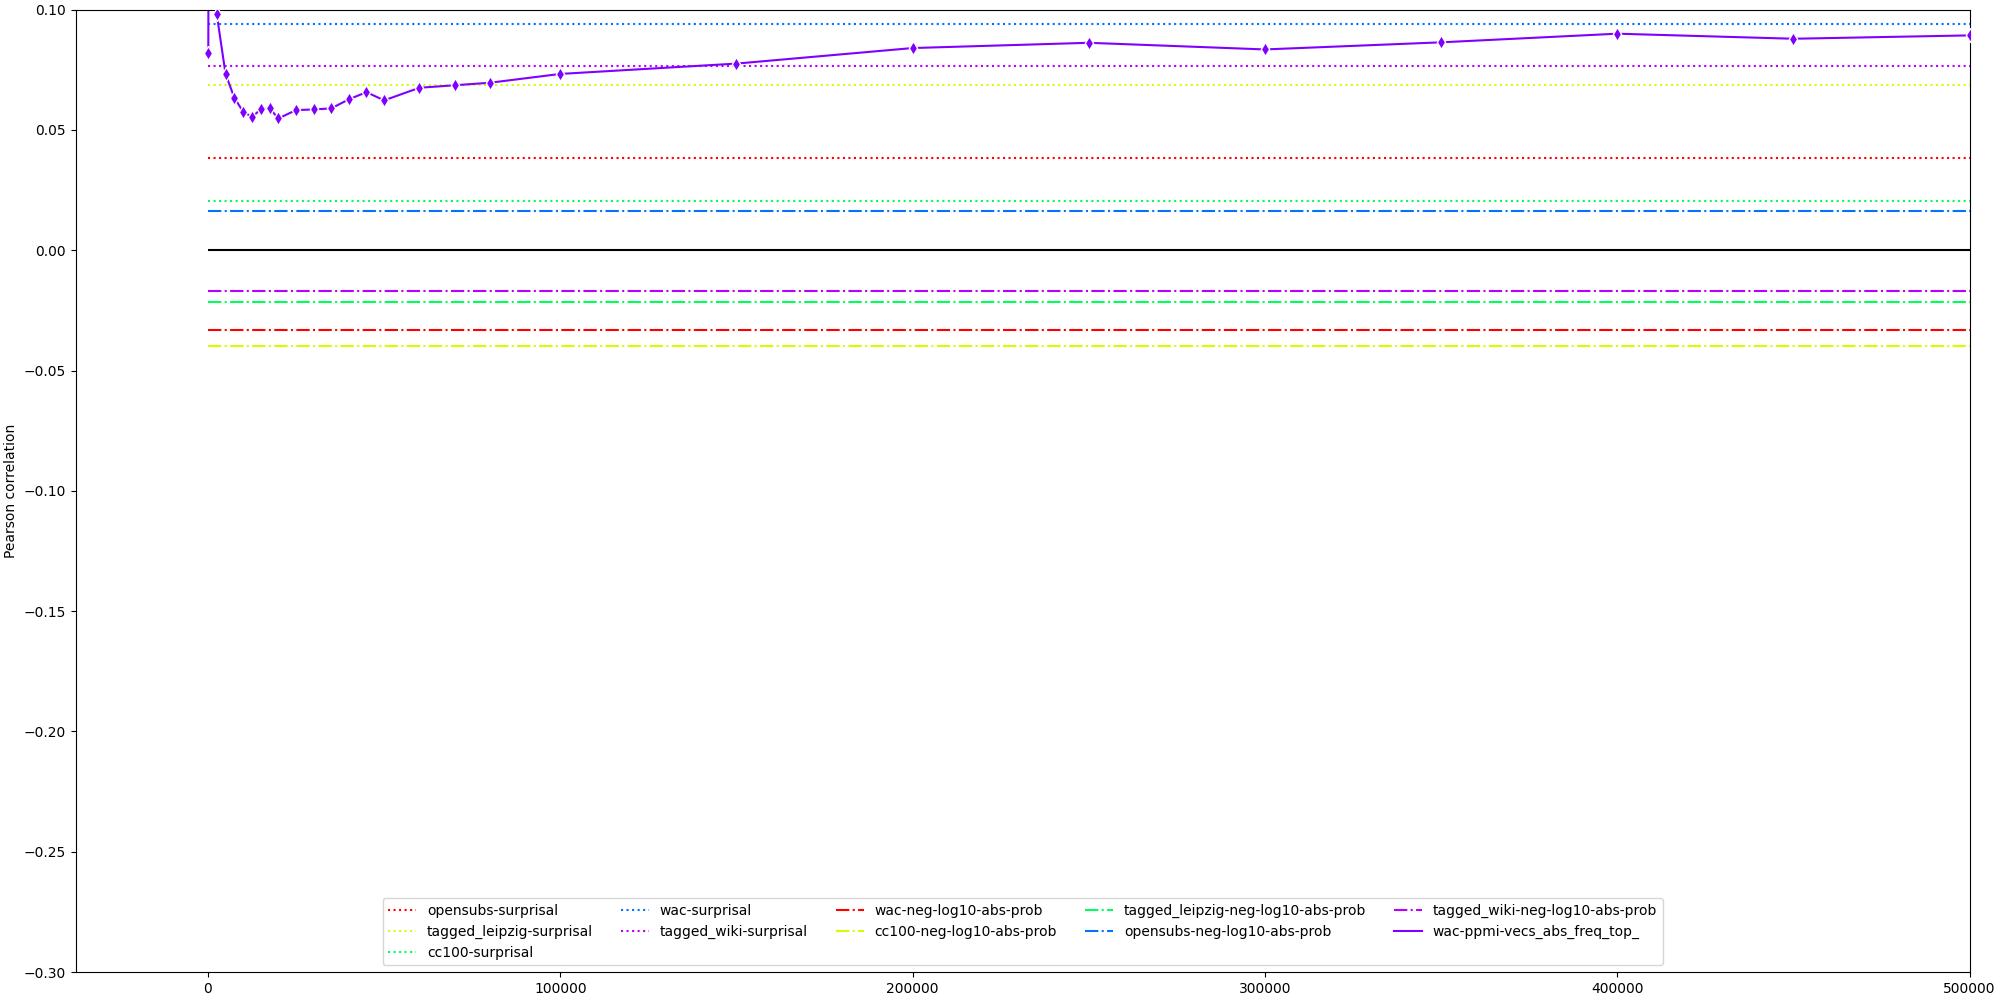 0.10
0.05
0.00
−0.05
−0.10
−0.15
−0.20
−0.25
−0.30
Pearson correlation
opensubs-surprisal
tagged_leipzig-surprisal
cc100-surprisal
wac-surprisal
tagged_wiki-surprisal
wac-neg-log10-abs-prob
cc100-neg-log10-abs-prob
tagged_leipzig-neg-log10-abs-prob
opensubs-neg-log10-abs-prob
tagged_wiki-neg-log10-abs-prob
wac-ppmi-vecs_abs_freq_top_
0 100000 200000 300000 400000 500000